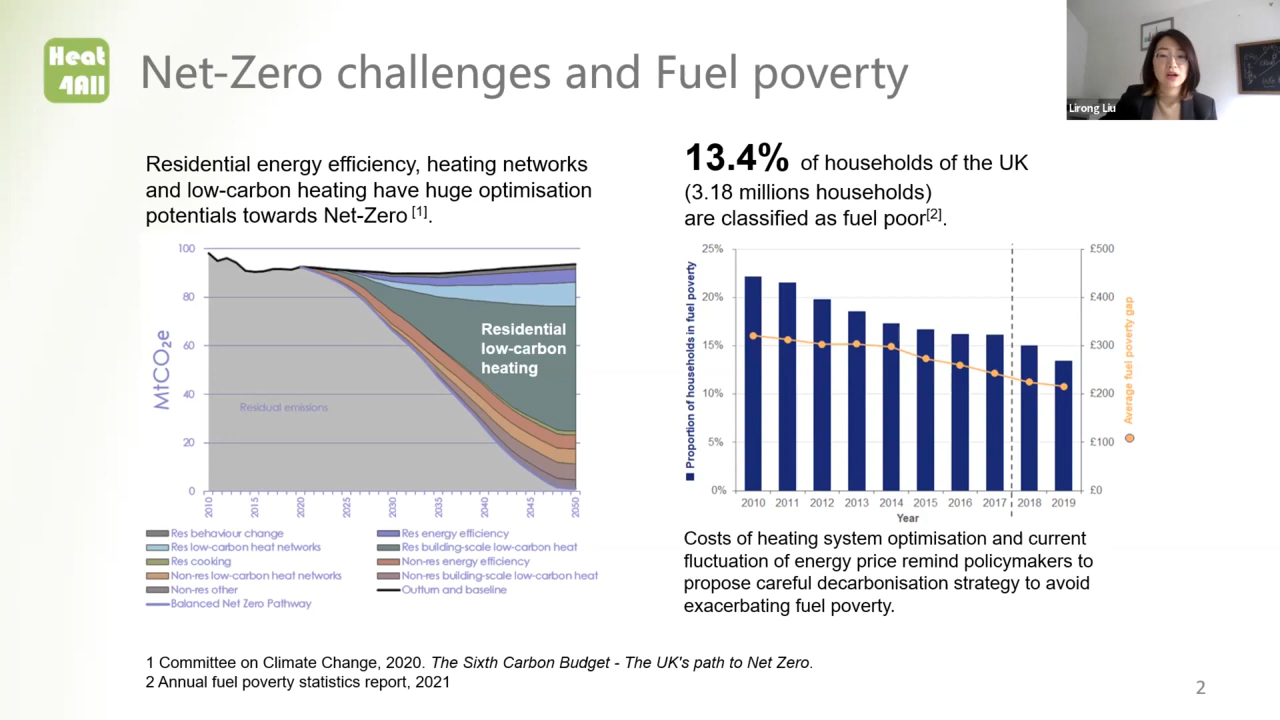 Heat
4All
Net-Zero challenges and Fuel poverty
Lirong Liu
Residential energy efficiency, heating networks
and low-carbon heating have huge optimisation
potentials towards Net-Zero [1].
100
80
60
40
20
0
MtCO₂e
Residential
low-carbon
heating
Residual emissions
2010
2015
2020
2025
2030
2035
2040
2045
2050
Res behaviour change
Res energy efficiency
Res low-carbon heat networks
Res building-scale low-carbon heat
Res cooking
Non-res energy efficiency
Non-res low-carbon heat networks
Non-res building-scale low-carbon heat
Non-res other
Outturn and baseline
Balanced Net Zero Pathway
13.4% of households of the UK
(3.18 millions households)
are classified as fuel poor[2].
25%
20%
15%
10%
5%
0%
Proportion of households in fuel poverty
£500
£400
£300
£200
£100
£0
Average fuel poverty gap
2010 2011 2012 2013 2014 2015 2016 2017 2018 2019
Year
Costs of heating system optimisation and current
fluctuation of energy price remind policymakers to
propose careful decarbonisation strategy to avoid
exacerbating fuel poverty.
1 Committee on Climate Change, 2020. The Sixth Carbon Budget - The UK's path to Net Zero.
2 Annual fuel poverty statistics report, 2021
2